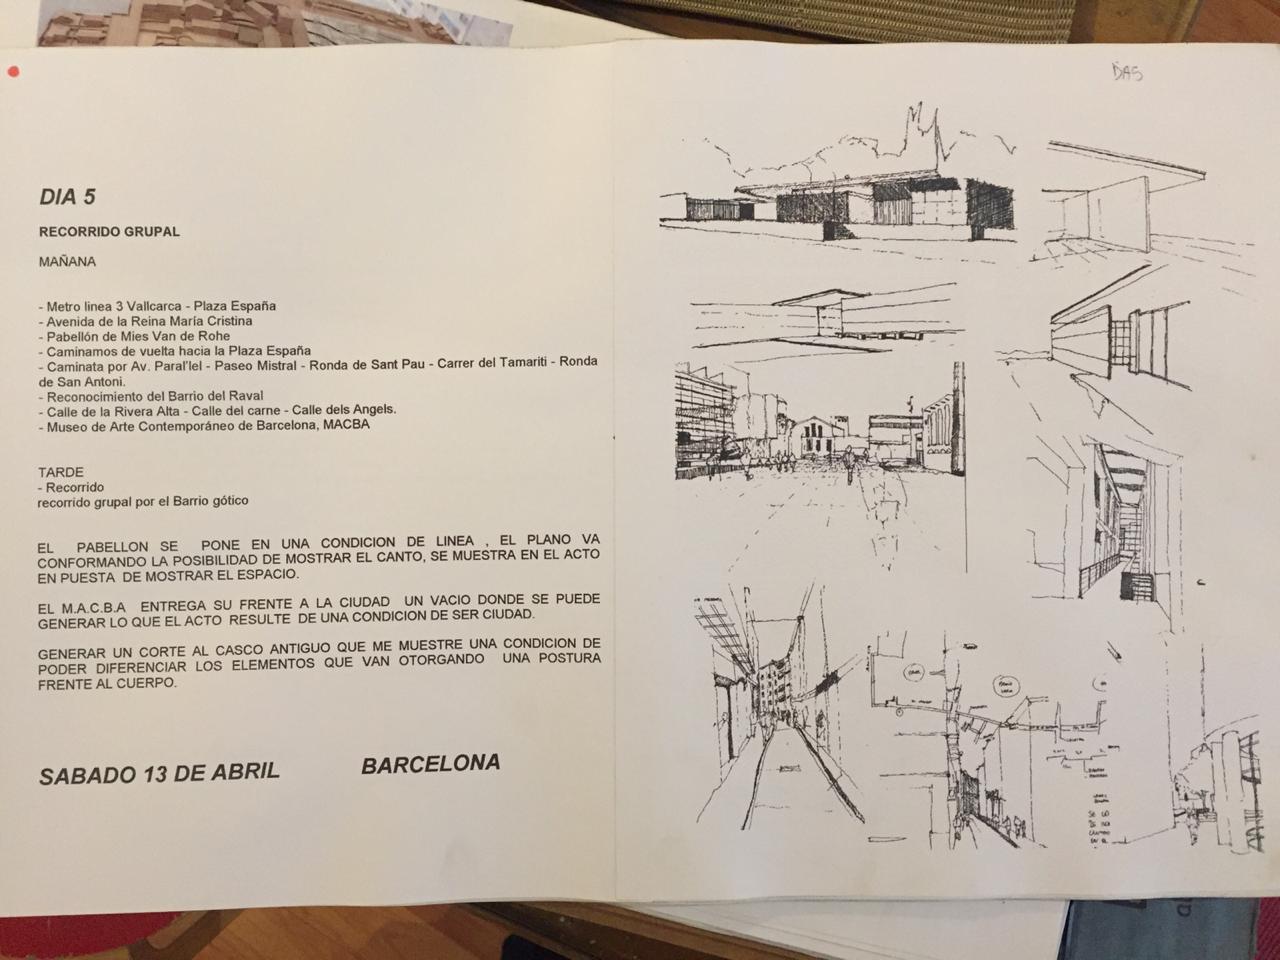 DIA 5
RECORRIDO GRUPAL
MAÑANA
- Metro linea 3 Vallcarca - Plaza España
- Avenida de la Reina María Cristina
- Pabellón de Mies Van de Rohe
- Caminamos de vuelta hacia la Plaza España
- Caminata por Av. Paral'lel - Paseo Mistral - Ronda de Sant Pau - Carrer del Tamariti - Ronda
de San Antoni.
- Reconocimiento del Barrio del Raval
- Calle de la Rivera Alta - Calle del carne - Calle dels Angels.
- Museo de Arte Contemporáneo de Barcelona, MACBA
TARDE
- Recorrido
recorrido grupal por el Barrio gótico
EL PABELLON SE PONE EN UNA CONDICION DE LINEA , EL PLANO VA
CONFORMANDO LA POSIBILIDAD DE MOSTRAR EL CANTO, SE MUESTRA EN EL ACTO
EN PUESTA DE MOSTRAR EL ESPACIO.
EL M.A.C.B.A ENTREGA SU FRENTE A LA CIUDAD UN VACIO DONDE SE PUEDE
GENERAR LO QUE EL ACTO RESULTE DE UNA CONDICION DE SER CIUDAD.
GENERAR UN CORTE AL CASCO ANTIGUO QUE ME MUESTRE UNA CONDICION DE
PODER DIFERENCIAR LOS ELEMENTOS QUE VAN OTORGANDO UNA POSTURA
FRENTE AL CUERPO.
SABADO 13 DE ABRIL BARCELONA